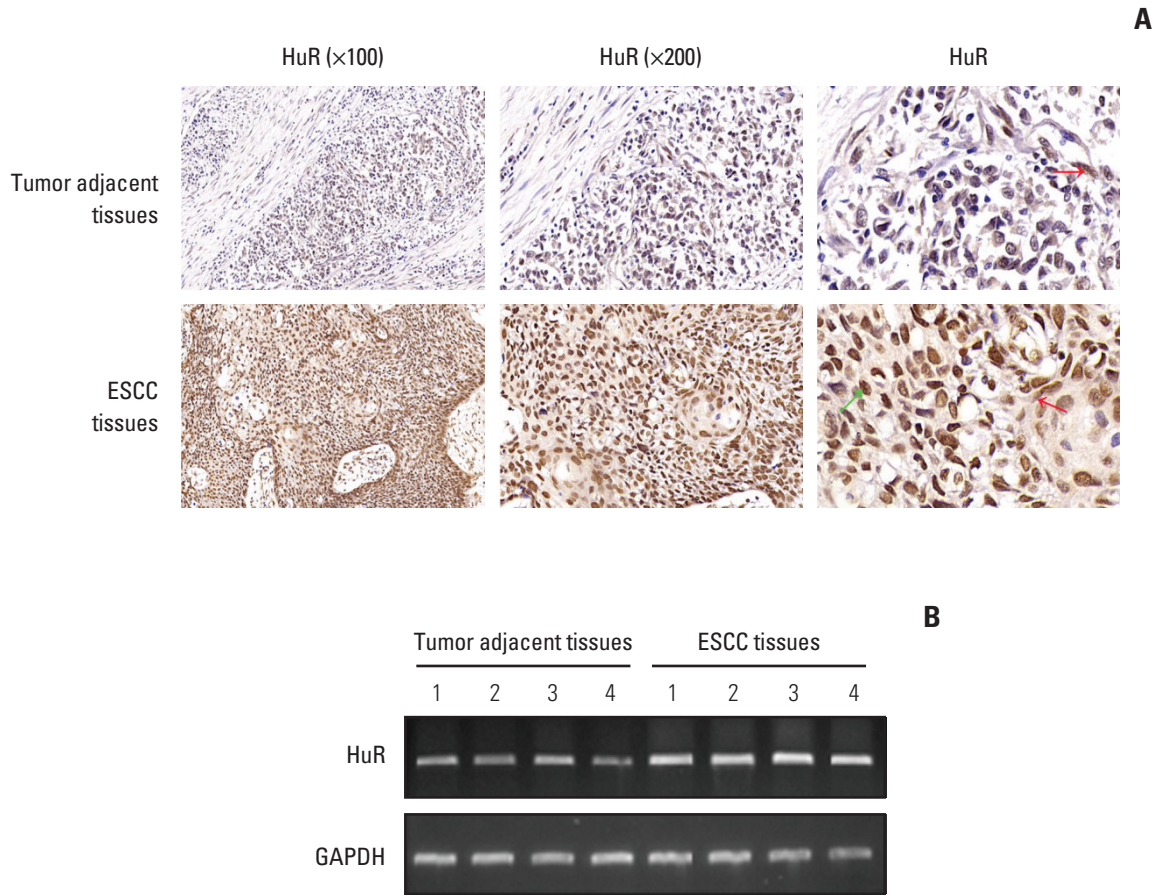 A
HuR (×100) HuR (×200) HuR
Tumor adjacent
tissues
ESCC
tissues
B
Tumor adjacent tissues ESCC tissues
1 2 3 4 1 2 3 4
HuR
GAPDH